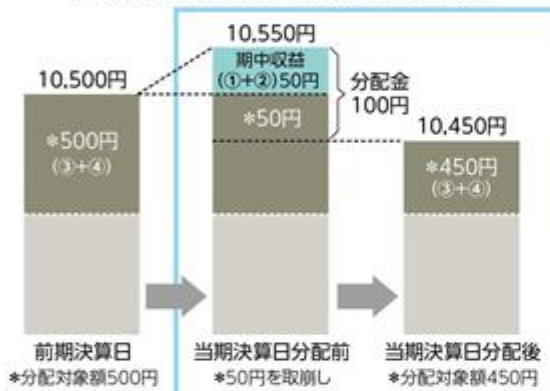 10,500円
*500円
(③+④)
前期決算日
*分配対象額500円
10,550円
期中収益
(①+②)50円
*50円
分配金
100円
当期決算日分配前
*50円を取崩し
10,450円
*450円
(③+④)
当期決算日分配後
*分配対象額450円